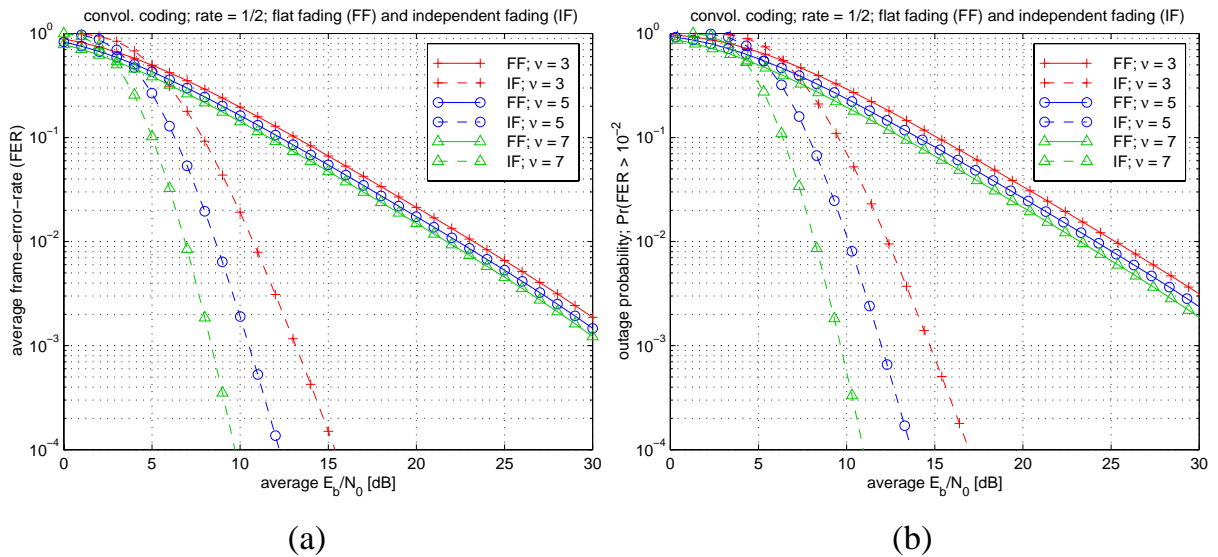 convol. coding; rate = 1/2; flat fading (FF) and independent fading (IF)
10^0
10^−1
10^−2
10^−3
10^−4
average frame−error−rate (FER)
FF; ν = 3
IF; ν = 3
FF; ν = 5
IF; ν = 5
FF; ν = 7
IF; ν = 7
0 5 10 15 20 25 30
average E_b/N_0 [dB]
(a)
convol. coding; rate = 1/2; flat fading (FF) and independent fading (IF)
10^0
10^−1
10^−2
10^−3
10^−4
outage probability; Pr(FER > 10^−2)
FF; ν = 3
IF; ν = 3
FF; ν = 5
IF; ν = 5
FF; ν = 7
IF; ν = 7
0 5 10 15 20 25 30
average E_b/N_0 [dB]
(b)